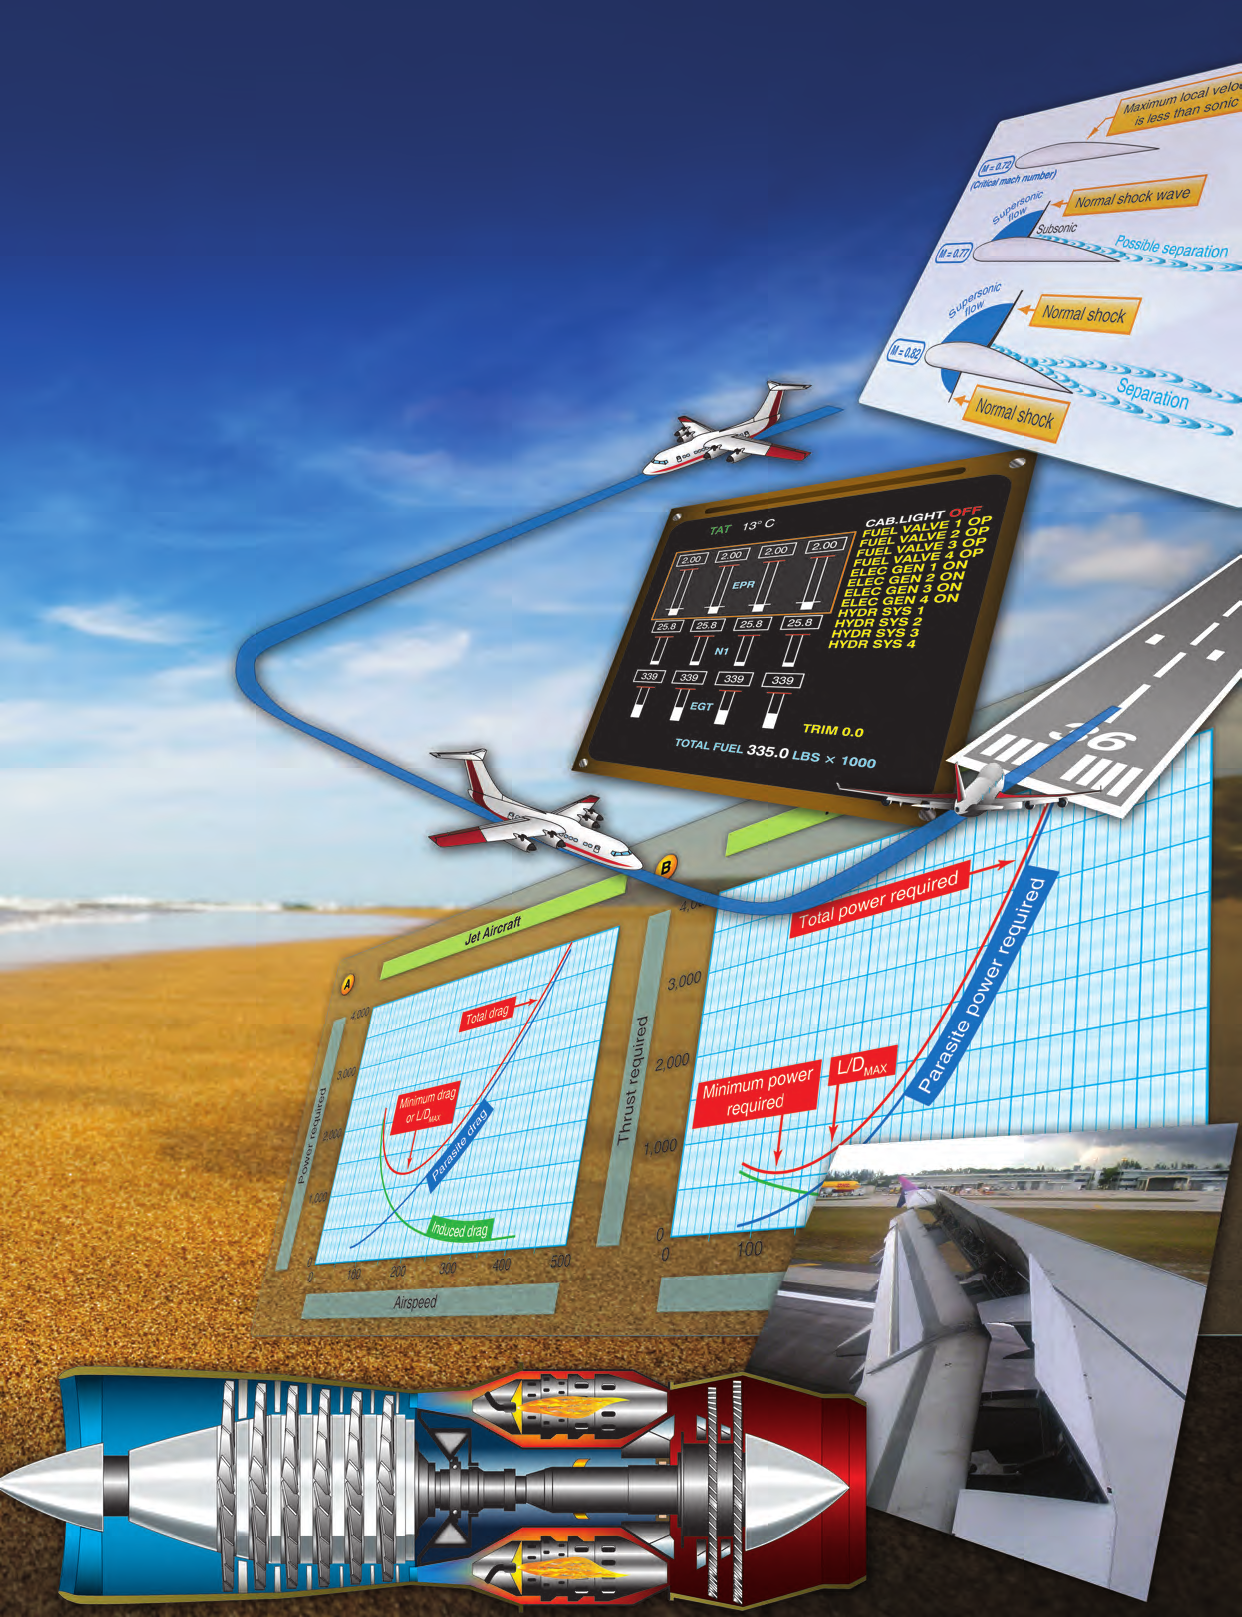 Maximum local velo
is less than sonic
M = 0.72
(Critical mach number)
Supersonic
flow
Normal shock wave
Subsonic
Possible separation
M = 0.77
Supersonic
flow
Normal shock
M = 0.82
Separation
Normal shock
TAT 13° C
CAB.LIGHT OFF
FUEL VALVE 1 OP
FUEL VALVE 2 OP
FUEL VALVE 3 OP
FUEL VALVE 4 OP
ELEC GEN 1 ON
ELEC GEN 2 ON
ELEC GEN 3 ON
ELEC GEN 4 ON
HYDR SYS 1
HYDR SYS 2
HYDR SYS 3
HYDR SYS 4
2.00 2.00 2.00 2.00
EPR
25.8 25.8 25.8 25.8
N1
339 339 339 339
EGT
TRIM 0.0
TOTAL FUEL 335.0 LBS × 1000
36
A
Jet Aircraft
Power required
4,000
3,000
2,000
1,000
0
Total drag
Minimum drag
or L/DMAX
Parasite drag
Induced drag
0 100 200 300 400 500
Airspeed
B
Thrust required
3,000
2,000
1,000
0
Total power required
Parasite power required
Minimum power
required
L/DMAX
0 100